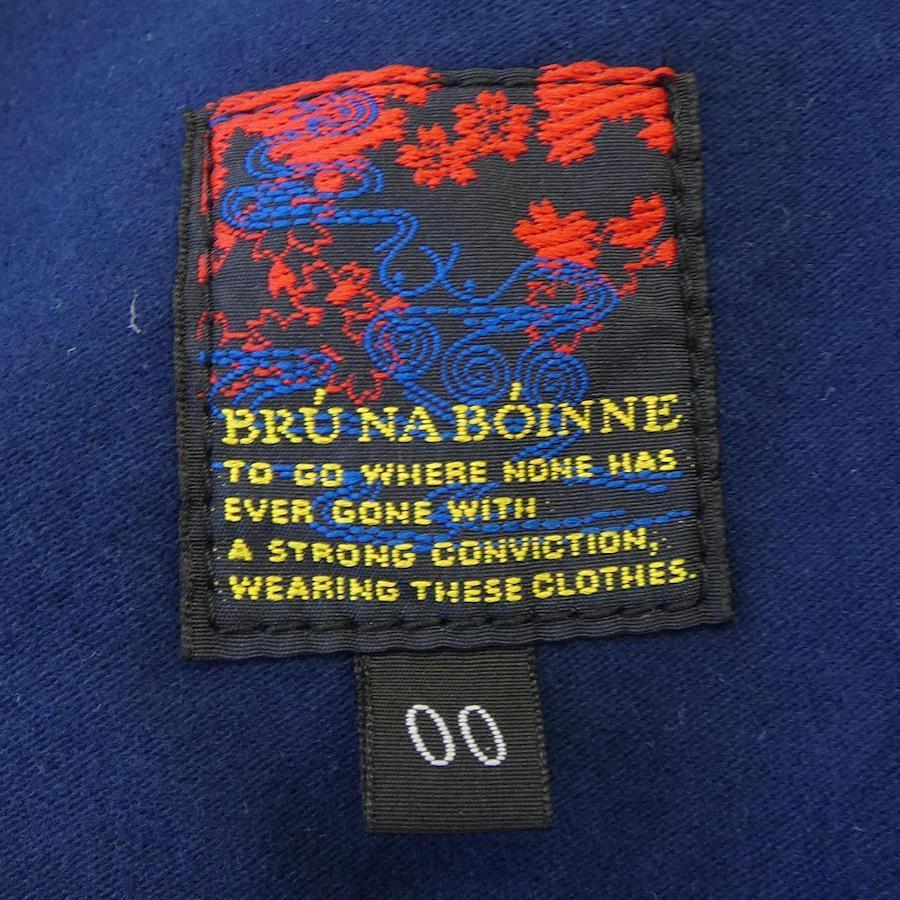 BRÚ NA BÓINNE
TO GO WHERE NONE HAS
EVER GONE WITH
A STRONG CONVICTION,
WEARING THESE CLOTHES.
00